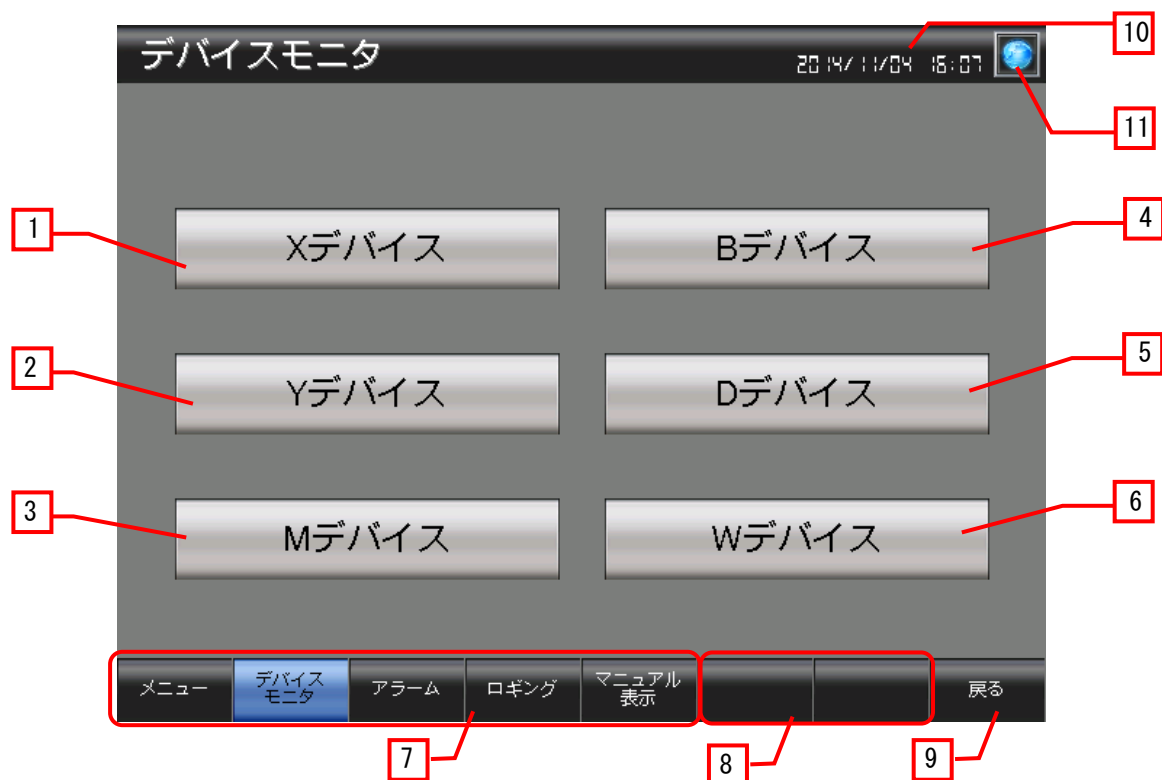 10
デバイスモニタ
2014/11/04 16:07
11
1
Xデバイス
Bデバイス
4
2
Yデバイス
Dデバイス
5
3
Mデバイス
Wデバイス
6
メニュー
デバイス
モニタ
アラーム
ロギング
マニュアル
表示
戻る
7
8
9